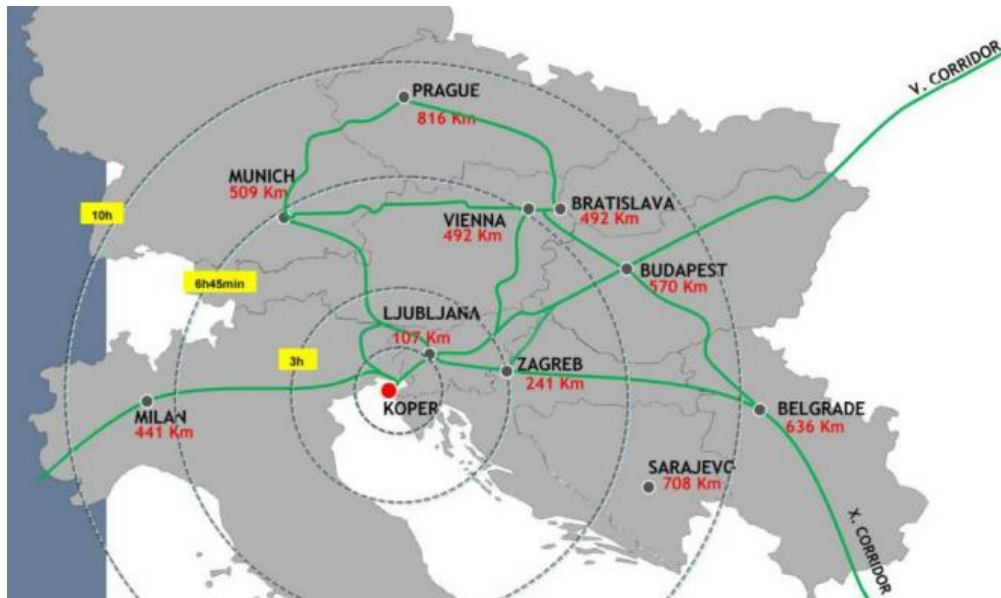 V. CORRIDOR
PRAGUE
816 Km
MUNICH
509 Km
10h
VIENNA
492 Km
BRATISLAVA
492 Km
BUDAPEST
570 Km
6h45min
LJUBLJANA
107 Km
3h
ZAGREB
241 Km
KOPER
MILAN
441 Km
BELGRADE
636 Km
SARAJEVO
708 Km
X. CORRIDOR